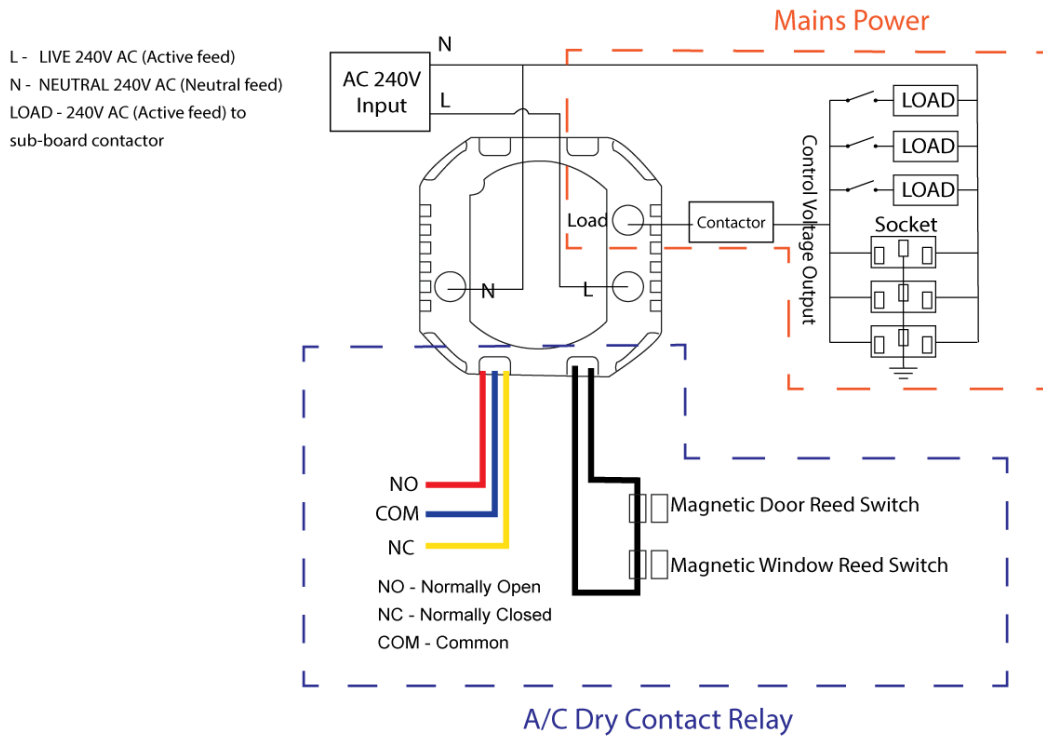 Mains Power
L - LIVE 240V AC (Active feed)
N - NEUTRAL 240V AC (Neutral feed)
LOAD - 240V AC (Active feed) to
sub-board contactor
AC 240V
Input
N
L
LOAD
LOAD
LOAD
Control Voltage Output
Load
Contactor
Socket
N
L
NO
COM
NC
NO - Normally Open
NC - Normally Closed
COM - Common
Magnetic Door Reed Switch
Magnetic Window Reed Switch
A/C Dry Contact Relay